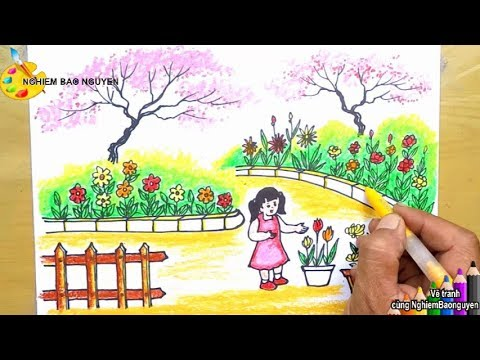 NGHIEM BAO NGUYEN
Vẽ tranh
cùng NghiemBaonguyen